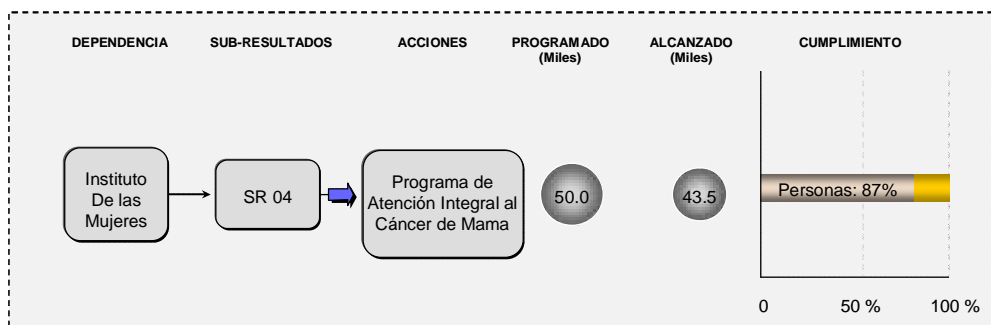 DEPENDENCIA
SUB-RESULTADOS
ACCIONES
PROGRAMADO
(Miles)
ALCANZADO
(Miles)
CUMPLIMIENTO
Instituto
De las
Mujeres
SR 04
Programa de
Atención Integral al
Cáncer de Mama
50.0
43.5
Personas: 87%
0
50 %
100 %